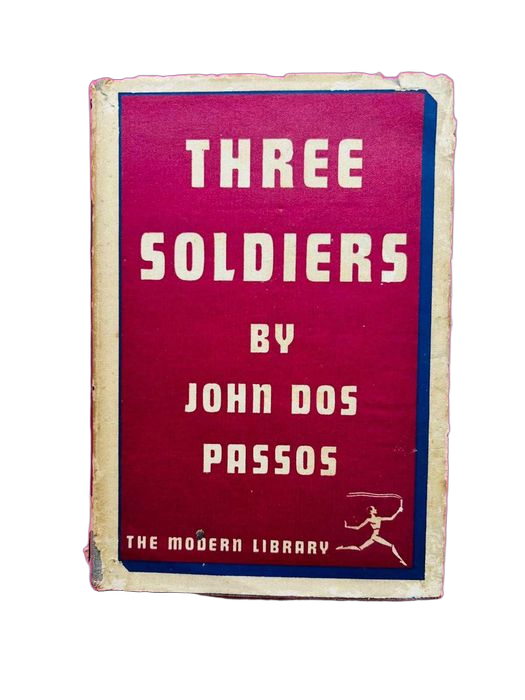 THREE
SOLDIERS
BY
JOHN DOS
PASSOS
THE MODERN LIBRARY